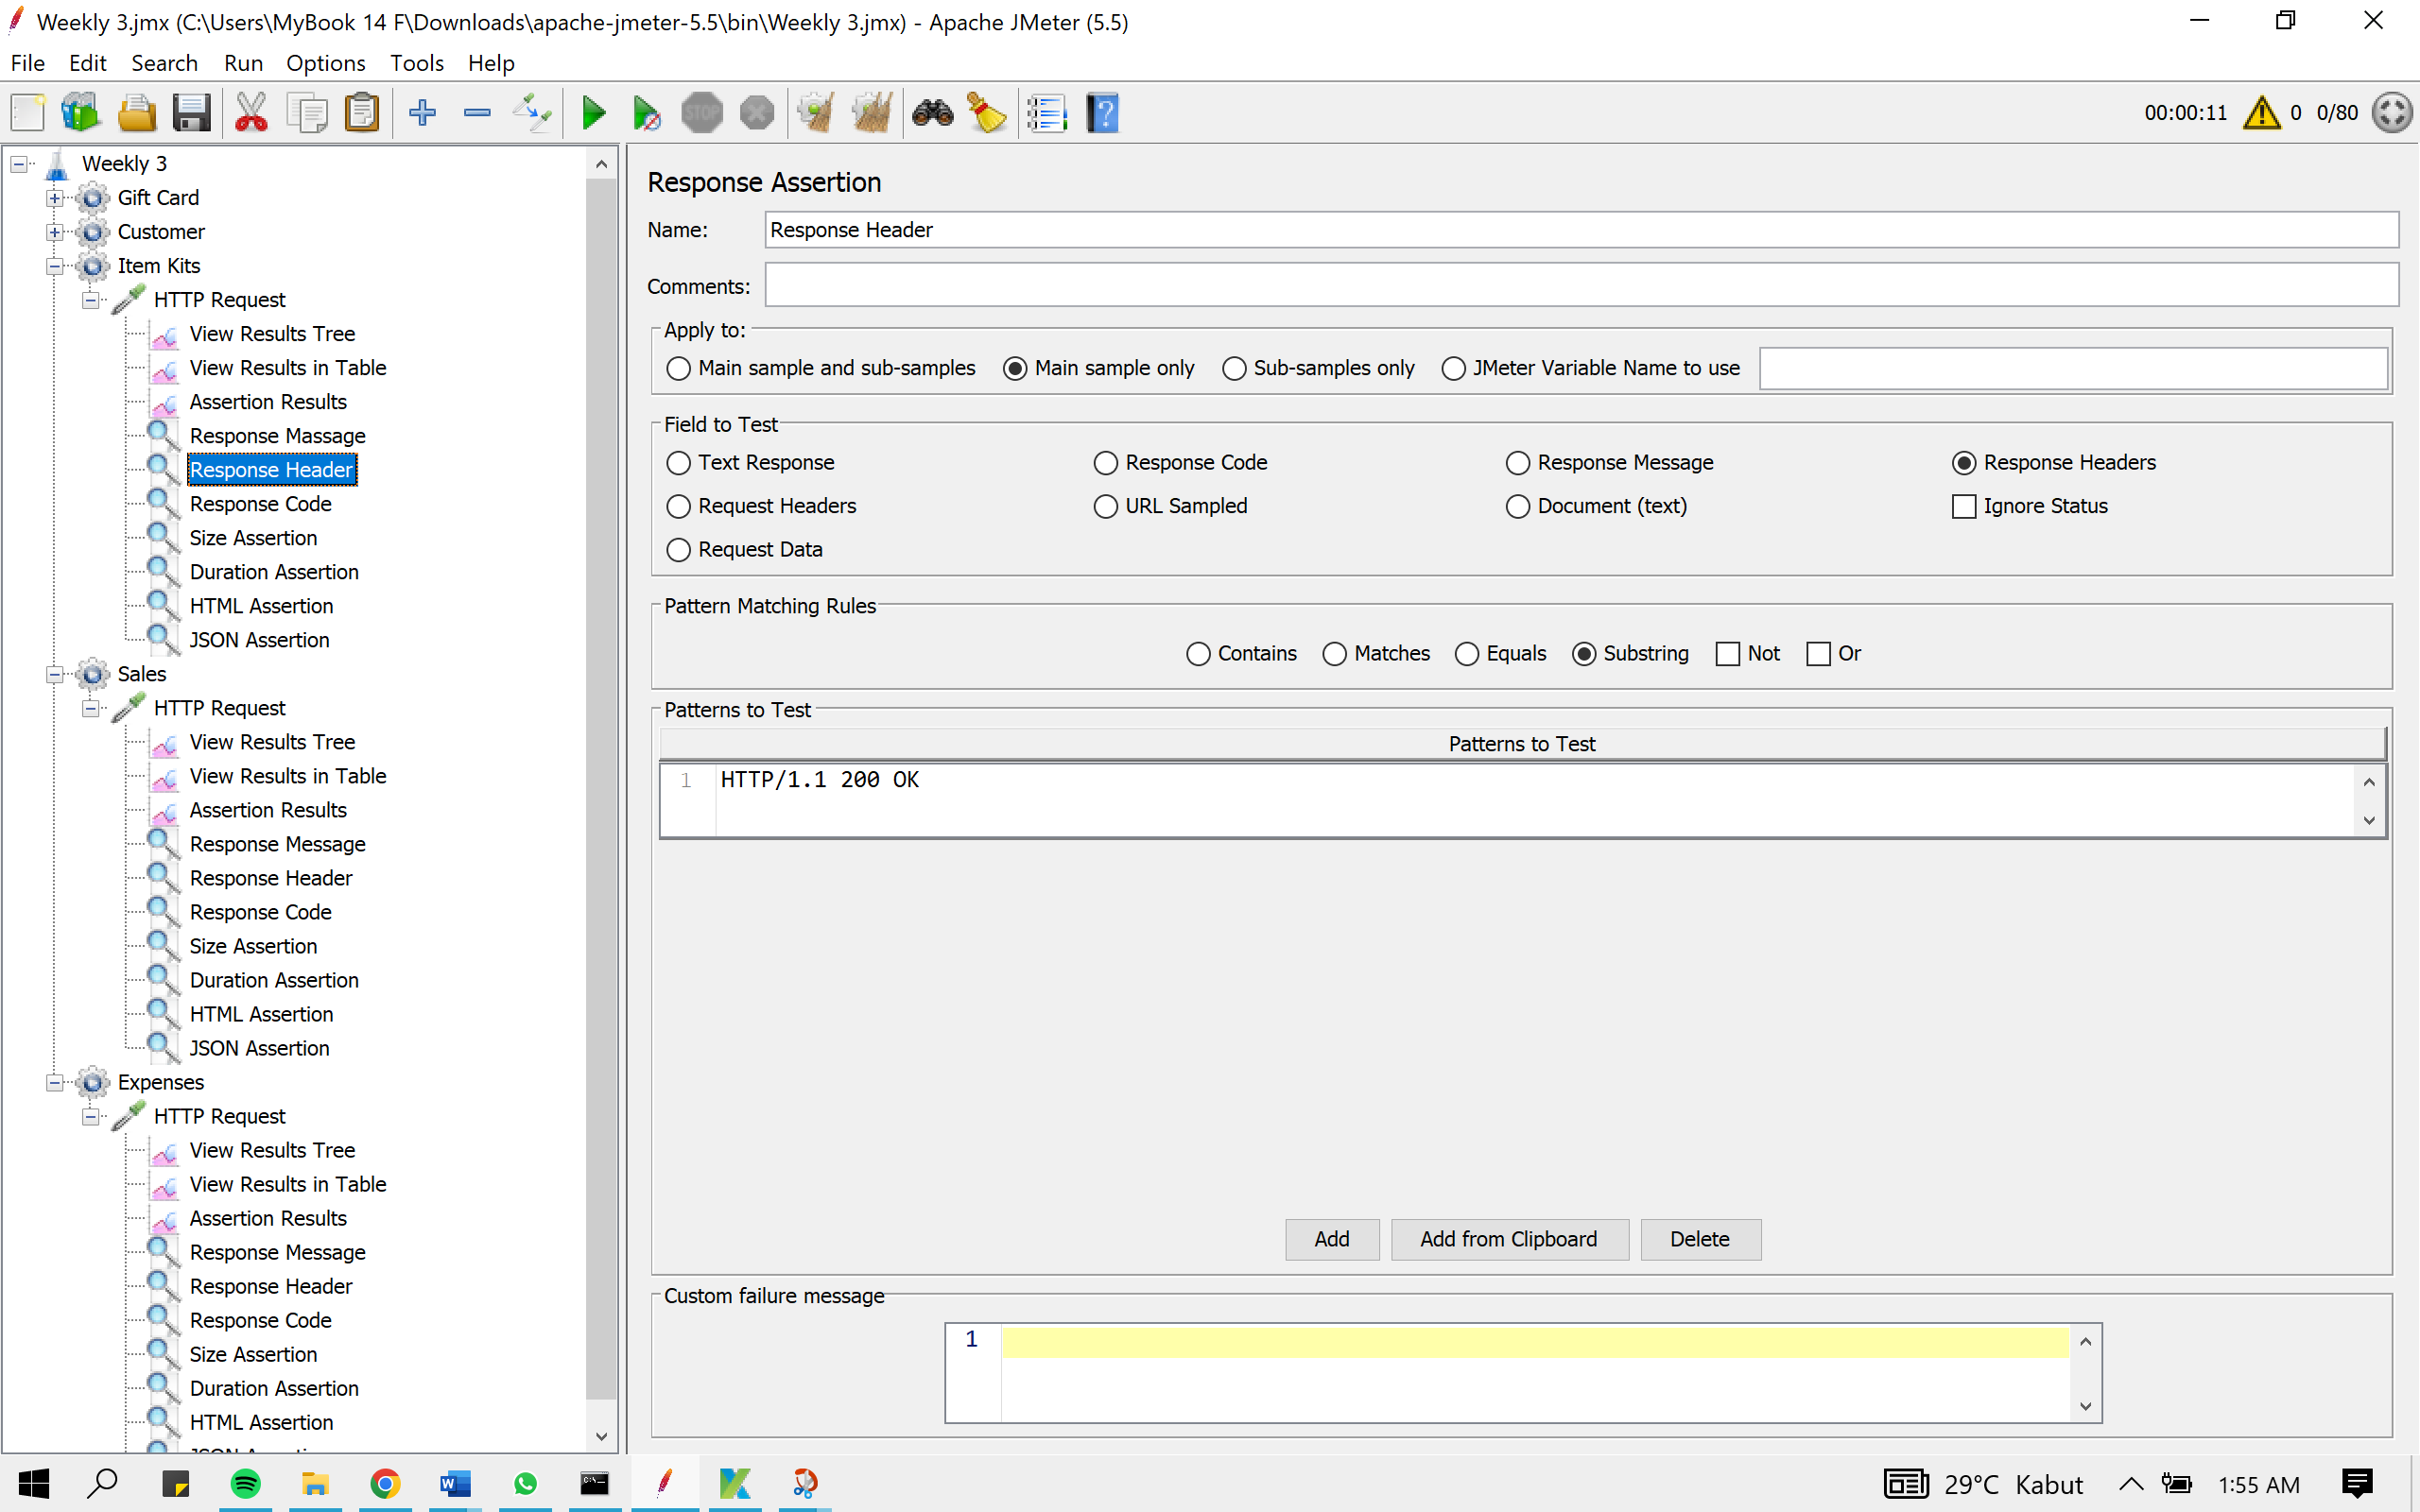 Weekly 3.jmx (C:\Users\MyBook 14 F\Downloads\apache-jmeter-5.5\bin\Weekly 3.jmx) - Apache JMeter (5.5)
File Edit Search Run Options Tools Help
STOP
00:00:11 0 0/80
Weekly 3
Gift Card
Customer
Item Kits
HTTP Request
View Results Tree
View Results in Table
Assertion Results
Response Massage
Response Header
Response Code
Size Assertion
Duration Assertion
HTML Assertion
JSON Assertion
Sales
HTTP Request
View Results Tree
View Results in Table
Assertion Results
Response Message
Response Header
Response Code
Size Assertion
Duration Assertion
HTML Assertion
JSON Assertion
Expenses
HTTP Request
View Results Tree
View Results in Table
Assertion Results
Response Message
Response Header
Response Code
Size Assertion
Duration Assertion
HTML Assertion
Response Assertion
Name: Response Header
Comments:
Apply to:
Main sample and sub-samples Main sample only Sub-samples only JMeter Variable Name to use
Field to Test
Text Response Response Code Response Message Response Headers
Request Headers URL Sampled Document (text) Ignore Status
Request Data
Pattern Matching Rules
Contains Matches Equals Substring Not Or
Patterns to Test
Patterns to Test
1 HTTP/1.1 200 OK
Add Add from Clipboard Delete
Custom failure message
1
29°C Kabut 1:55 AM